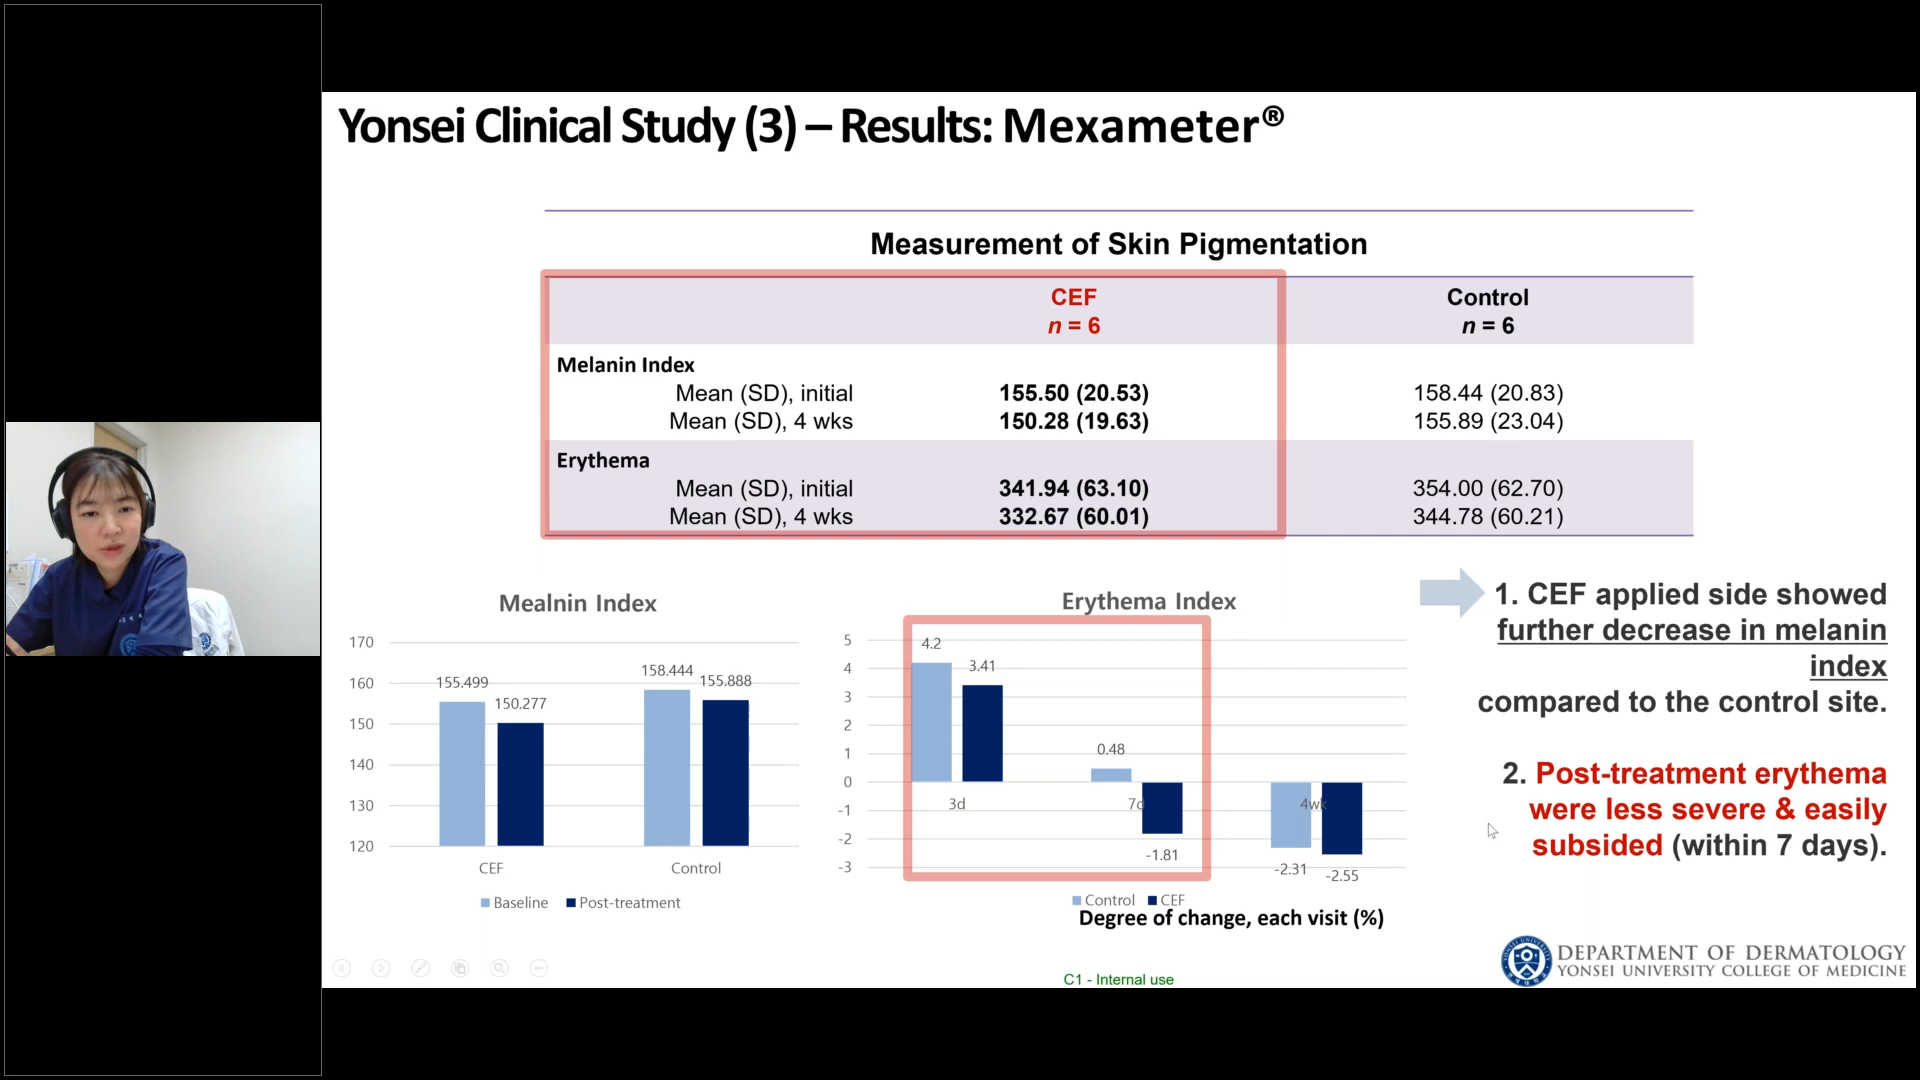 Yonsei Clinical Study (3) – Results: Mexameter®
Measurement of Skin Pigmentation
CEF Control
n = 6 n = 6
Melanin Index
Mean (SD), initial 155.50 (20.53) 158.44 (20.83)
Mean (SD), 4 wks 150.28 (19.63) 155.89 (23.04)
Erythema
Mean (SD), initial 341.94 (63.10) 354.00 (62.70)
Mean (SD), 4 wks 332.67 (60.01) 344.78 (60.21)
Mealnin Index
170
160
150
140
130
120
155.499
150.277
158.444
155.888
CEF
Control
Baseline Post-treatment
Erythema Index
5
4
3
2
1
0
-1
-2
-3
4.2
3.41
0.48
-1.81
-2.31
-2.55
3d
4wk
Control CEF
Degree of change, each visit (%)
1. CEF applied side showed
further decrease in melanin
index
compared to the control site.
2. Post-treatment erythema
were less severe & easily
subsided (within 7 days).
DEPARTMENT OF DERMATOLOGY
YONSEI UNIVERSITY COLLEGE OF MEDICINE
C1 - Internal use